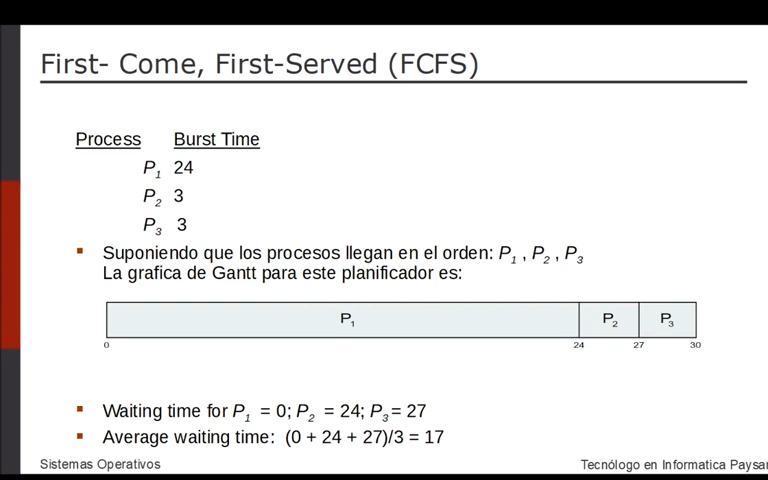 First- Come, First-Served (FCFS)
Process Burst Time
P1 24
P2 3
P3 3
Suponiendo que los procesos llegan en el orden: P1 , P2 , P3
La grafica de Gantt para este planificador es:
P1 P2 P3
0 24 27 30
Waiting time for P1 = 0; P2 = 24; P3 = 27
Average waiting time: (0 + 24 + 27)/3 = 17
Sistemas Operativos Tecnólogo en Informatica Paysan